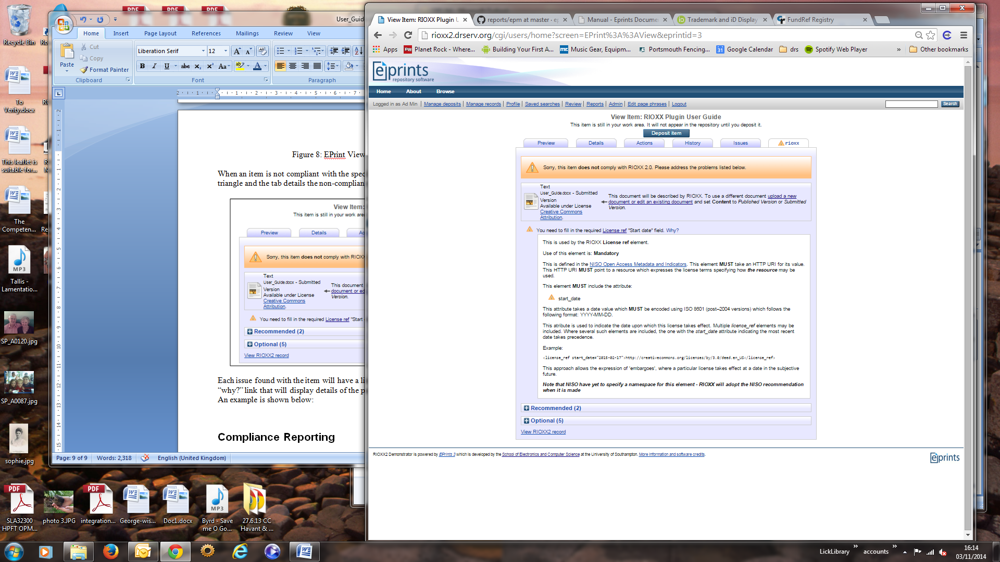 Recycle Bin
To Verity.docx
This leaflet is suitable for...
The Competen...
Tallis - Lamentatio...
MP3
SP_A0120.jpg
SP_A0087.jpg
sophie.jpg
PDF
PDF
PDF
User_Guid
Home Insert Page Layout References Mailings Review View
Paste
Cut
Copy
Format Painter
Clipboard
Liberation Serif 12
Font
Paragraph
Figure 8: EPrint View
When an item is not compliant with the spec
triangle and the tab details the non-complian
View Item:
This item is still in your work area
Preview Details Ac
Sorry, this item does not comply with RIOX
Text
User_Guide.docx - Submitted
Version
Available under License
Creative Commons
Attribution.
This document
document or ed
Version.
You need to fill in the required License ref "Start
Recommended (2)
Optional (5)
View RIOXX2 record
Each issue found with the item will have a li
“why?” link that will display details of the p
An example is shown below:
Compliance Reporting
Page: 9 of 9 Words: 2,318 English (United Kingdom)
View Item: RIOXX Plugin U
reports/epm at master · ep
Manual - Eprints Documen
Trademark and iD Display
FundRef Registry
rioxx2.drserv.org/cgi/users/home?screen=EPrint%3A%3AView&eprintid=3
Apps Planet Rock - Where... Building Your First A... Music Gear, Equipm... Portsmouth Fencing... Google Calendar drs Spotify Web Player » Other bookmarks
eprints
repository software
Home About Browse
Logged in as Ad Min | Manage deposits | Manage records | Profile | Saved searches | Review | Reports | Admin | Edit page phrases | Logout
Search
View Item: RIOXX Plugin User Guide
This item is still in your work area. It will not appear in the repository until you deposit it.
Deposit item
Preview Details Actions History Issues rioxx
Sorry, this item does not comply with RIOXX 2.0. Please address the problems listed below.
Text
User_Guide.docx - Submitted
Version
Available under License
Creative Commons
Attribution.
This document will be described by RIOXX. To use a different document upload a new
document or edit an existing document and set Content to Published Version or Submitted
Version.
You need to fill in the required License ref "Start date" field. Why?
This is used by the RIOXX License ref element.
Use of this element is: Mandatory
This is defined in the NISO Open Access Metadata and Indicators. This element MUST take an HTTP URI for its value.
This HTTP URI MUST point to a resource which expresses the license terms specifying how the resource may be
used.
This element MUST include the attribute:
start_date
This attribute takes a date value which MUST be encoded using ISO 8601 (post–2004 versions) which follows the
following format: YYYY-MM-DD.
This atribute is used to indicate the date upon which this license takes effect. Multiple license_ref elements may be
included. Where several such elements are included, the one with the start_date attribute indicating the most recent
date takes precedence.
Example:
<license_ref start_date="2015-02-17">http://creativecommons.org/licenses/by/3.0/deed.en_US</license_ref>
This approach allows the expression of 'embargoes', where a particular license takes effect at a date in the subjective
future.
Note that NISO have yet to specify a namespace for this element - RIOXX will adopt the NISO recommendation
when it is made
Recommended (2)
Optional (5)
View RIOXX2 record
RIOXX2 Demonstrator is powered by EPrints 3 which is developed by the School of Electronics and Computer Science at the University of Southampton. More information and software credits.
eprints
PDF
PDF
MP3
SLA32300 HPFT OPM...
photo 3.JPG
integration...
George-wis...
Doc1.docx
Byrd - Save me O Go...
27.6.13 CC Havant & ...
LickLibrary » accounts »
16:14
03/11/2014